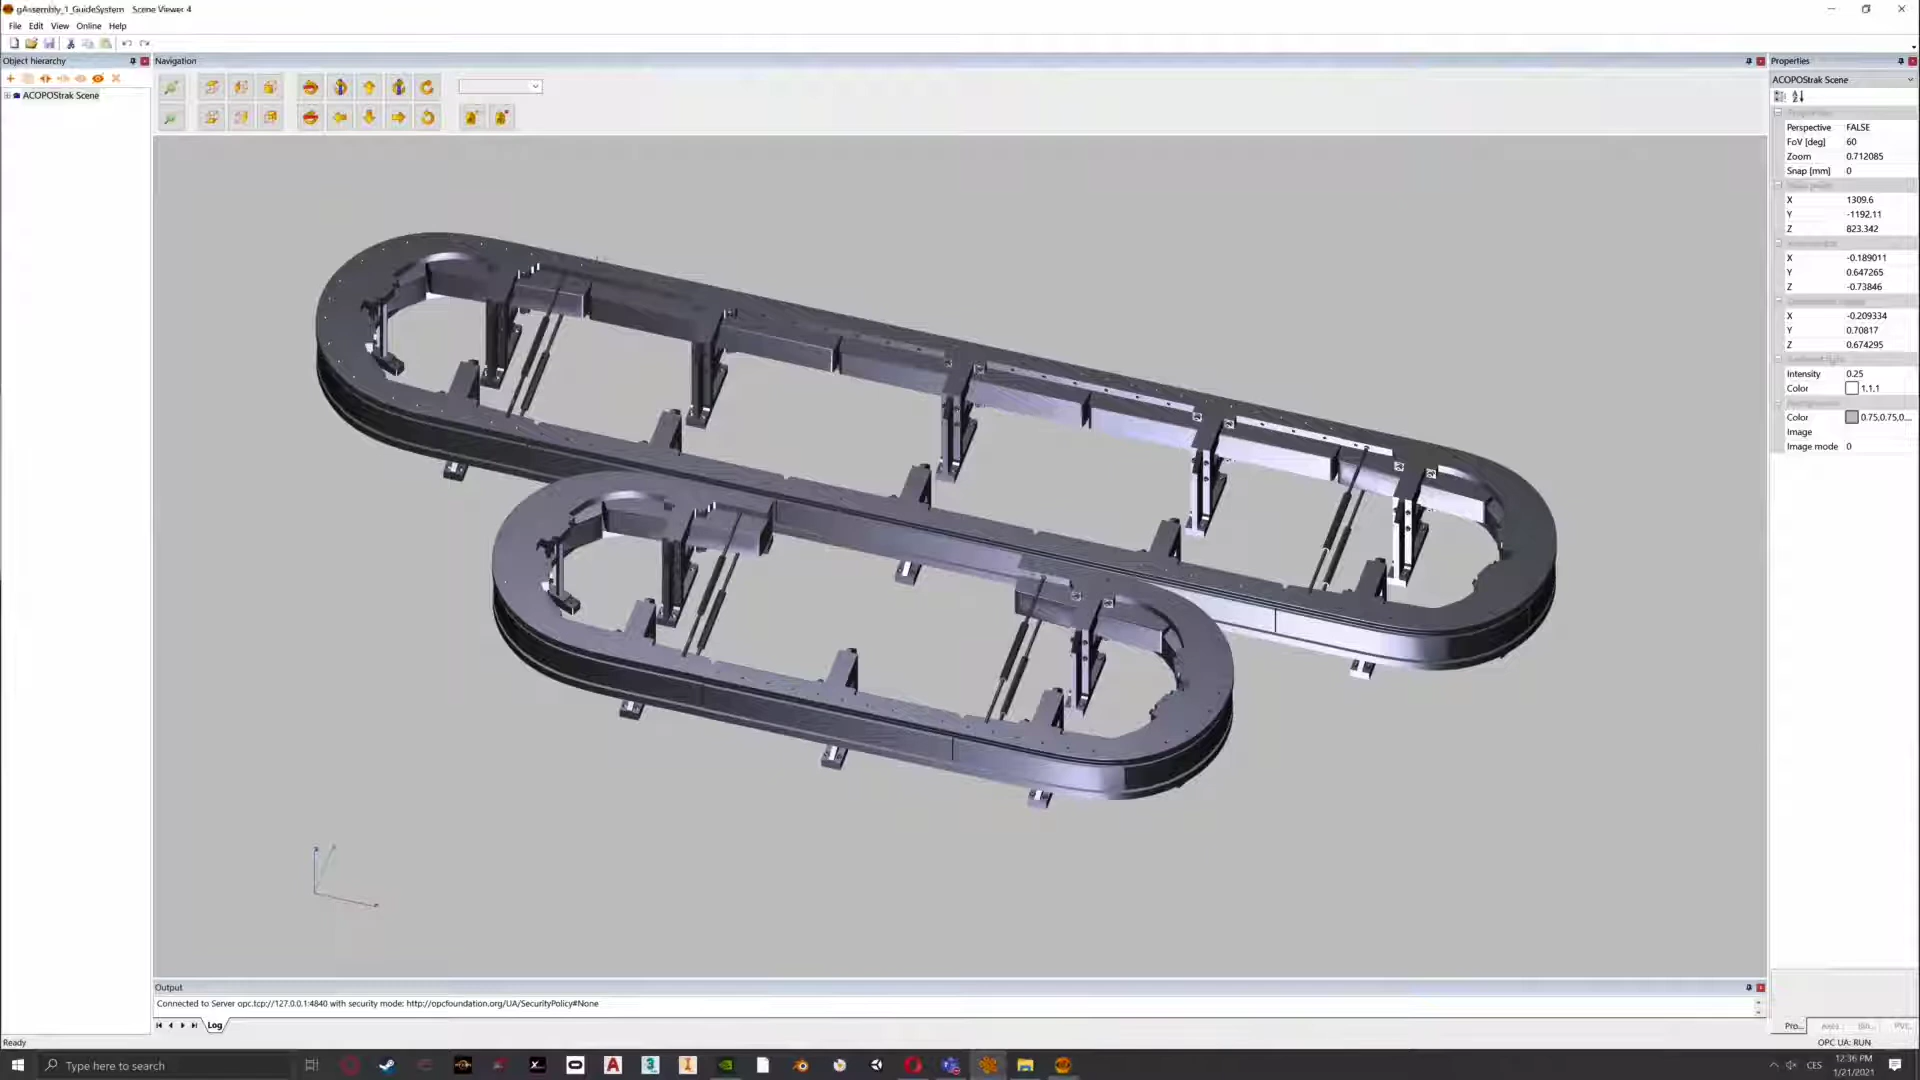 gAssembly_1_GuideSystem Scene Viewer 4
File Edit View Online Help
Object hierarchy
ACOPOStrak Scene
Navigation
Properties
ACOPOStrak Scene
Perspective FALSE
FoV [deg] 60
Zoom 0.712085
Snap [mm] 0
X 1309.6
Y -1192.11
Z 823.342
X -0.189011
Y 0.647265
Z -0.73846
X -0.209334
Y 0.70817
Z 0.674295
Intensity 0.25
Color 1,1,1
Color 0.75,0.75,0...
Image
Image mode 0
Output
Connected to Server opc.tcp://127.0.0.1:4840 with security mode: http://opcfoundation.org/UA/SecurityPolicy#None
Log
Pro...
Ready
OPC UA: RUN
Type here to search
CES
12:36 PM
1/21/2021